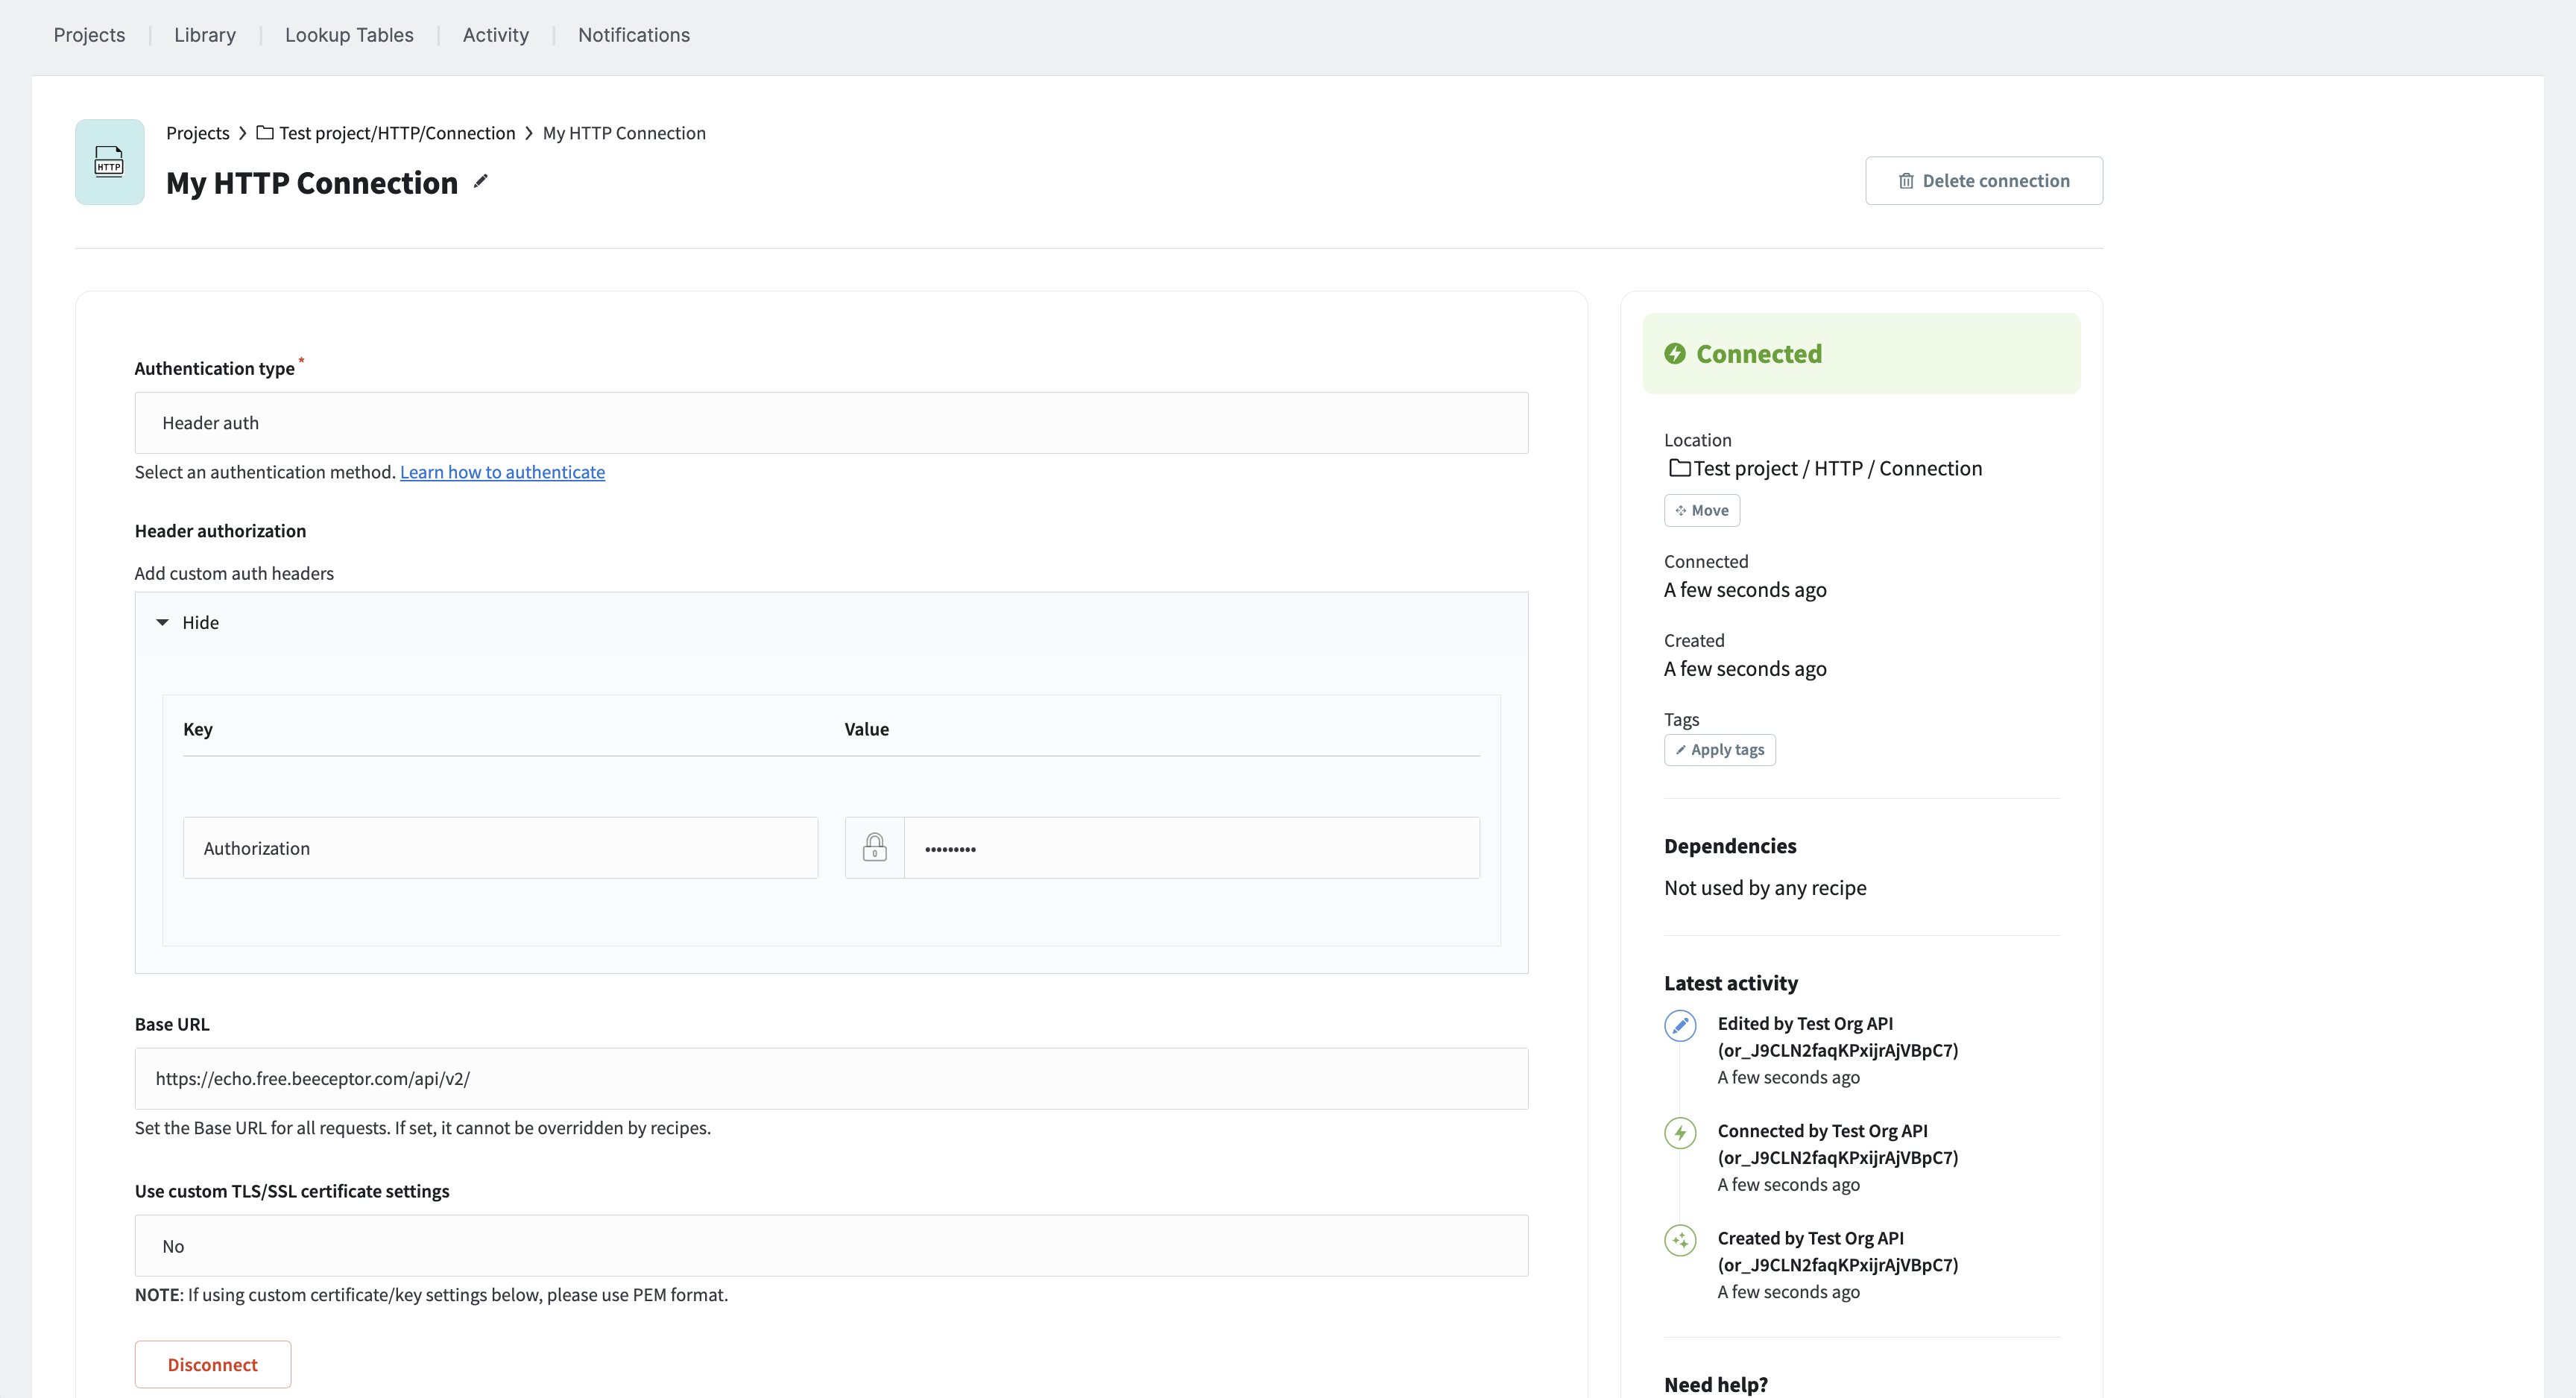 Projects
Library
Lookup Tables
Activity
Notifications
HTTP
Projects > Test project/HTTP/Connection > My HTTP Connection
My HTTP Connection
Delete connection
Authentication type *
Header auth
Select an authentication method. Learn how to authenticate
Header authorization
Add custom auth headers
Hide
Key Value
Authorization •••••••••
Base URL
https://echo.free.beeceptor.com/api/v2/
Set the Base URL for all requests. If set, it cannot be overridden by recipes.
Use custom TLS/SSL certificate settings
No
NOTE: If using custom certificate/key settings below, please use PEM format.
Disconnect
Connected
Location
Test project / HTTP / Connection
Move
Connected
A few seconds ago
Created
A few seconds ago
Tags
Apply tags
Dependencies
Not used by any recipe
Latest activity
Edited by Test Org API
(or_J9CLN2faqKPxijrAjVBpC7)
A few seconds ago
Connected by Test Org API
(or_J9CLN2faqKPxijrAjVBpC7)
A few seconds ago
Created by Test Org API
(or_J9CLN2faqKPxijrAjVBpC7)
A few seconds ago
Need help?